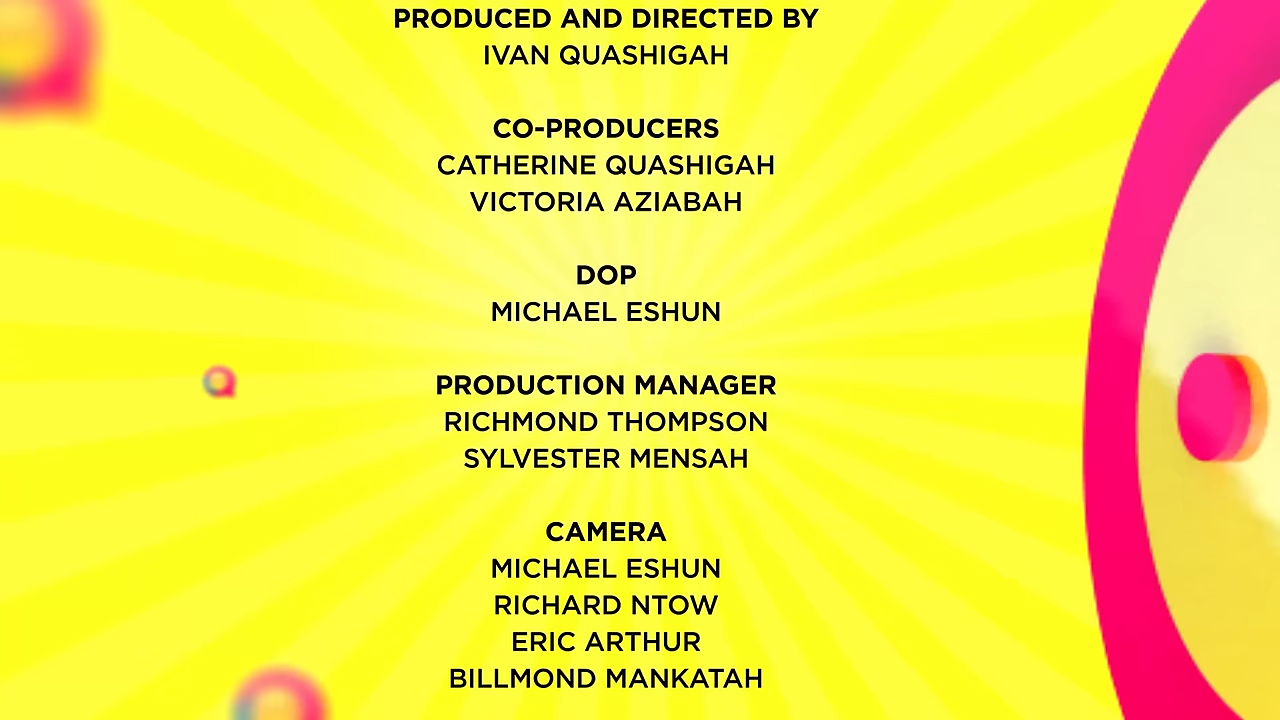 PRODUCED AND DIRECTED BY
IVAN QUASHIGAH
CO-PRODUCERS
CATHERINE QUASHIGAH
VICTORIA AZIABAH
DOP
MICHAEL ESHUN
PRODUCTION MANAGER
RICHMOND THOMPSON
SYLVESTER MENSAH
CAMERA
MICHAEL ESHUN
RICHARD NTOW
ERIC ARTHUR
BILLMOND MANKATAH